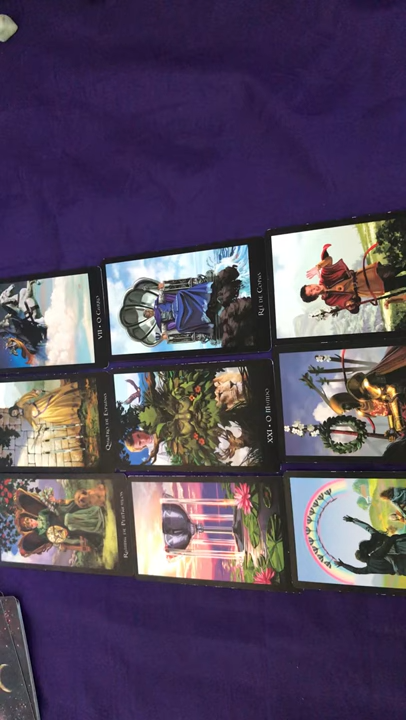 VII • O Carro
Rei de Copas
Quatro de Espadas
XXI • O Mundo
Rainha de Pentáculos